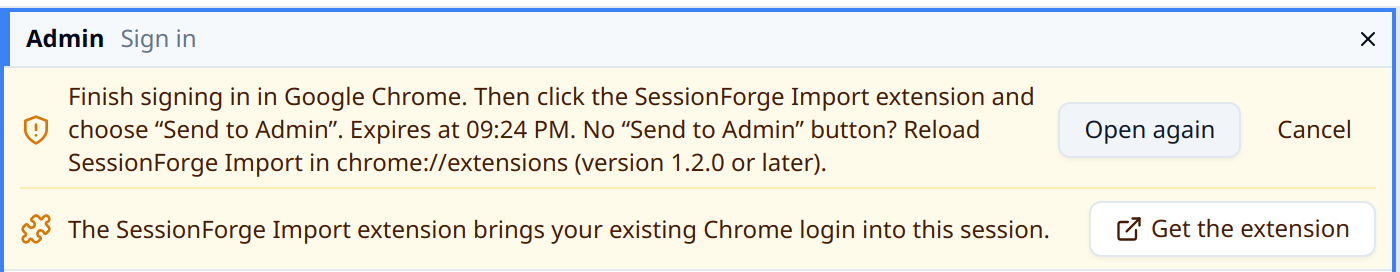 Admin Sign in
Finish signing in in Google Chrome. Then click the SessionForge Import extension and
choose “Send to Admin”. Expires at 09:24 PM. No “Send to Admin” button? Reload
SessionForge Import in chrome://extensions (version 1.2.0 or later).
Open again
Cancel
The SessionForge Import extension brings your existing Chrome login into this session.
Get the extension